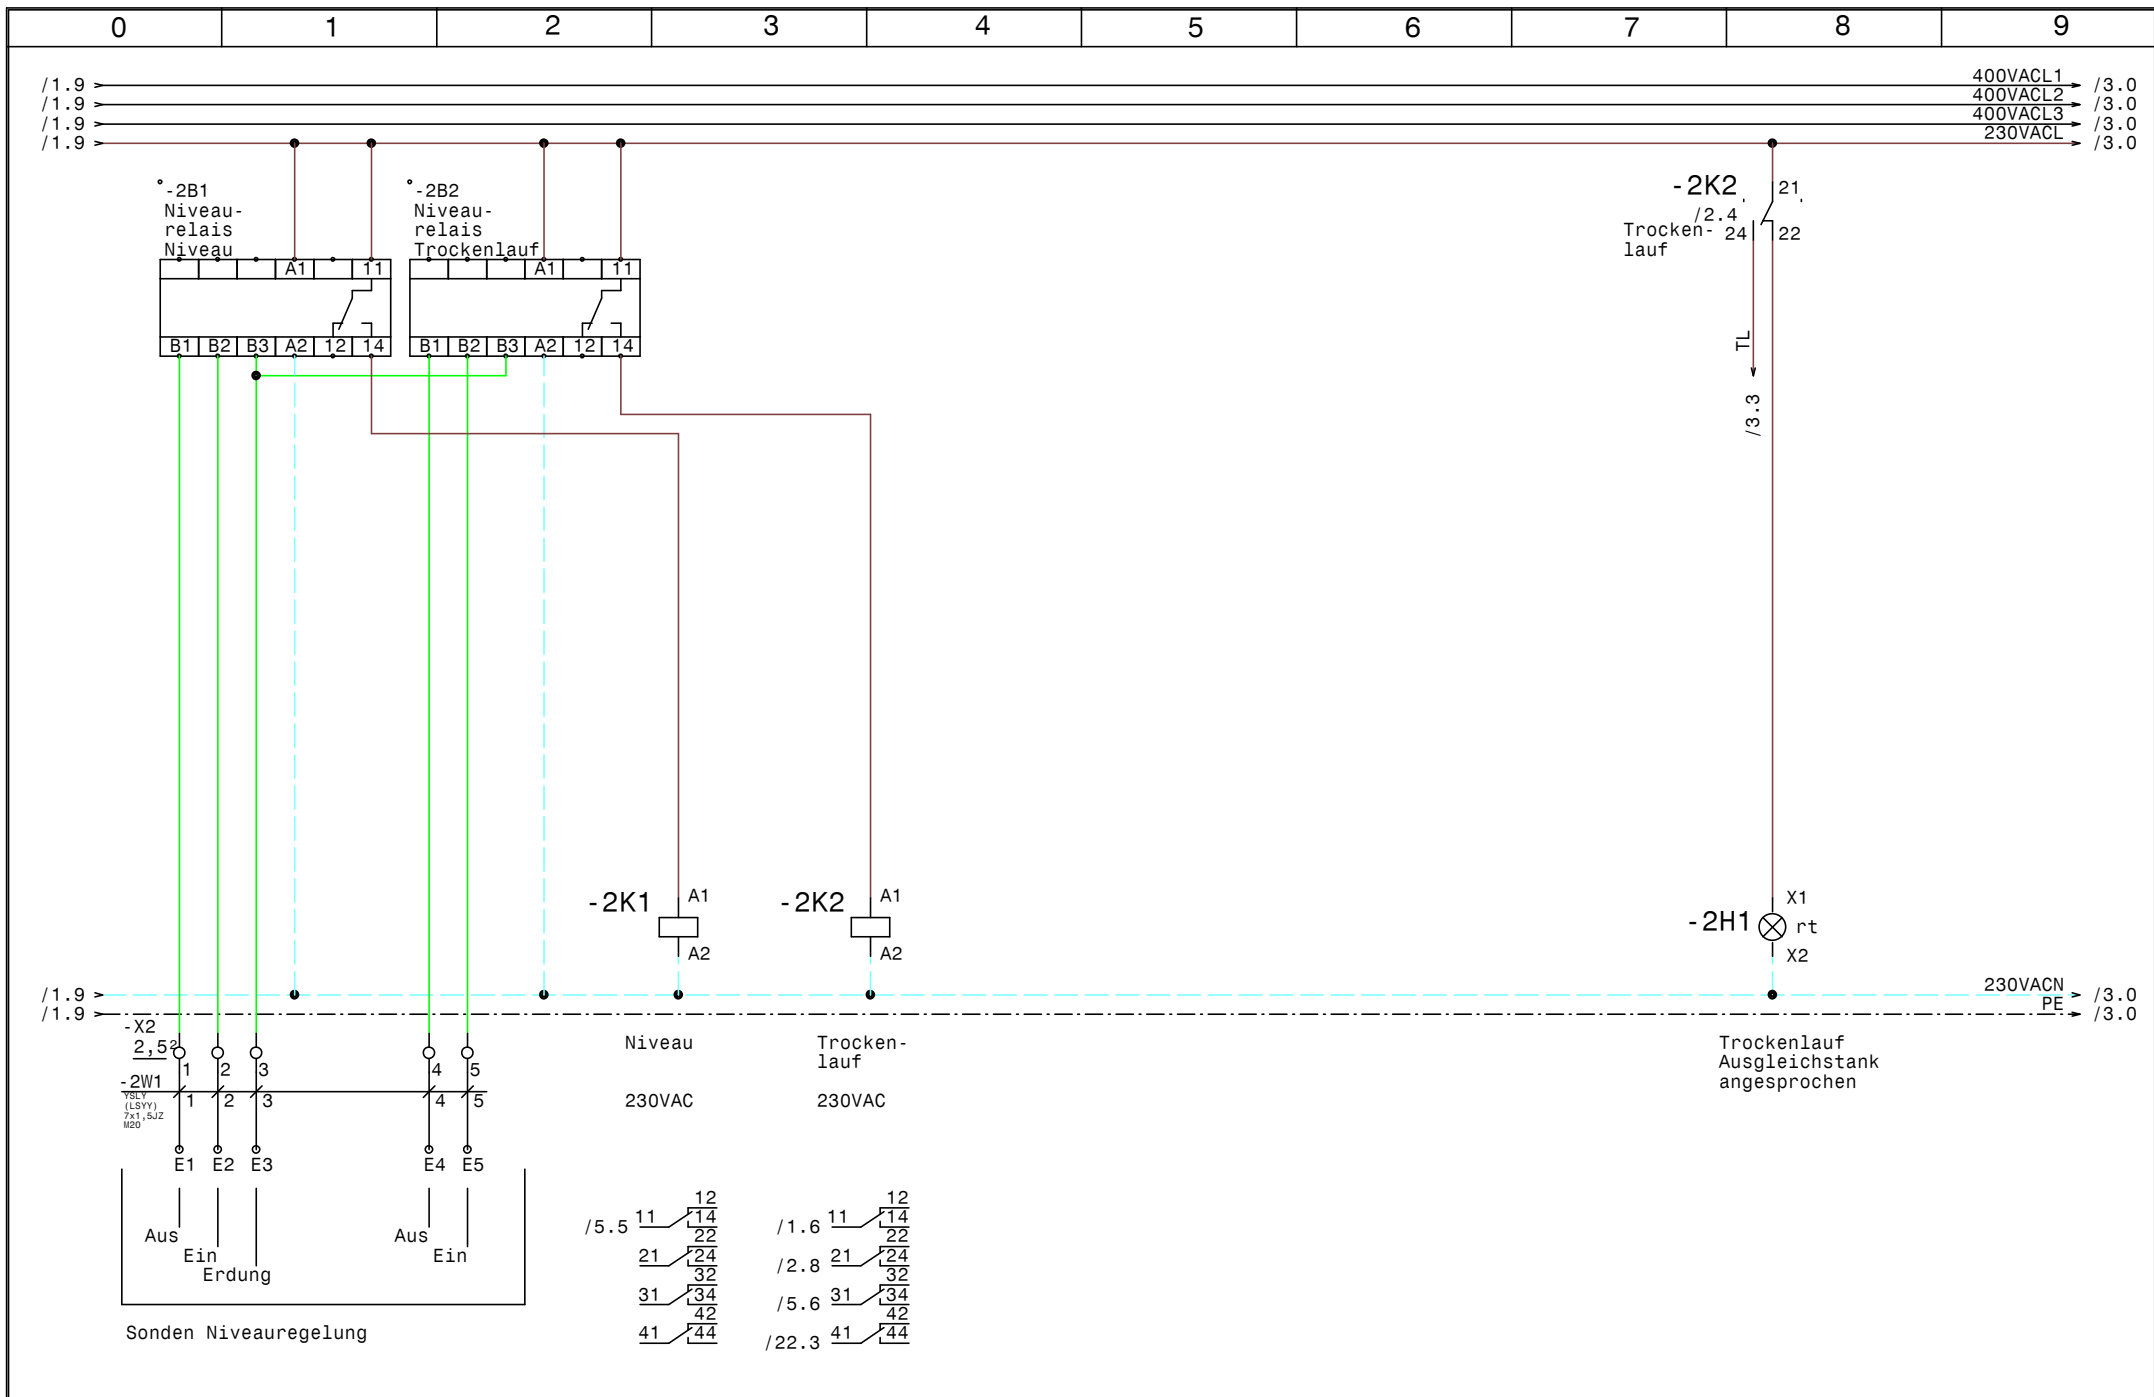 0 1 2 3 4 5 6 7 8 9
/1.9 400VACL1 /3.0
/1.9 400VACL2 /3.0
/1.9 400VACL3 /3.0
/1.9 230VACL /3.0
-2B1
Niveau-
relais
Niveau
-2B2
Niveau-
relais
Trockenlauf
-2K2 21
/2.4
Trocken- 24 22
lauf
A1 11 A1 11
B1 B2 B3 A2 12 14 B1 B2 B3 A2 12 14
TL
/3.3
-2K1 A1
A2
-2K2 A1
A2
-2H1 X1
rt
X2
/1.9 230VACN /3.0
/1.9 PE /3.0
-X2
2,5²
1 2 3 4 5
-2W1
YSLY
(LSYY)
7x1,5JZ
M20
1 2 3 4 5
Niveau
230VAC
Trocken-
lauf
230VAC
Trockenlauf
Ausgleichstank
angesprochen
E1 E2 E3 E4 E5
Aus
Ein
Erdung
Aus
Ein
Sonden Niveauregelung
12
/5.5 11 14
22
21 24
32
31 34
42
41 44
12
/1.6 11 14
22
/2.8 21 24
32
/5.6 31 34
42
/22.3 41 44